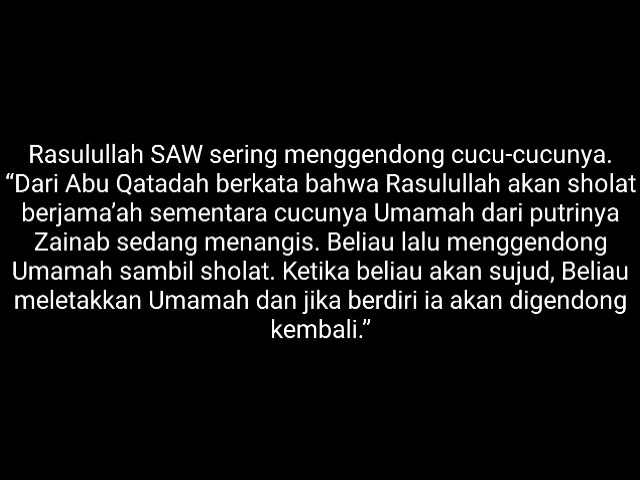 Rasulullah SAW sering menggendong cucu-cucunya.
“Dari Abu Qatadah berkata bahwa Rasulullah akan sholat
berjama’ah sementara cucunya Umamah dari putrinya
Zainab sedang menangis. Beliau lalu menggendong
Umamah sambil sholat. Ketika beliau akan sujud, Beliau
meletakkan Umamah dan jika berdiri ia akan digendong
kembali.”